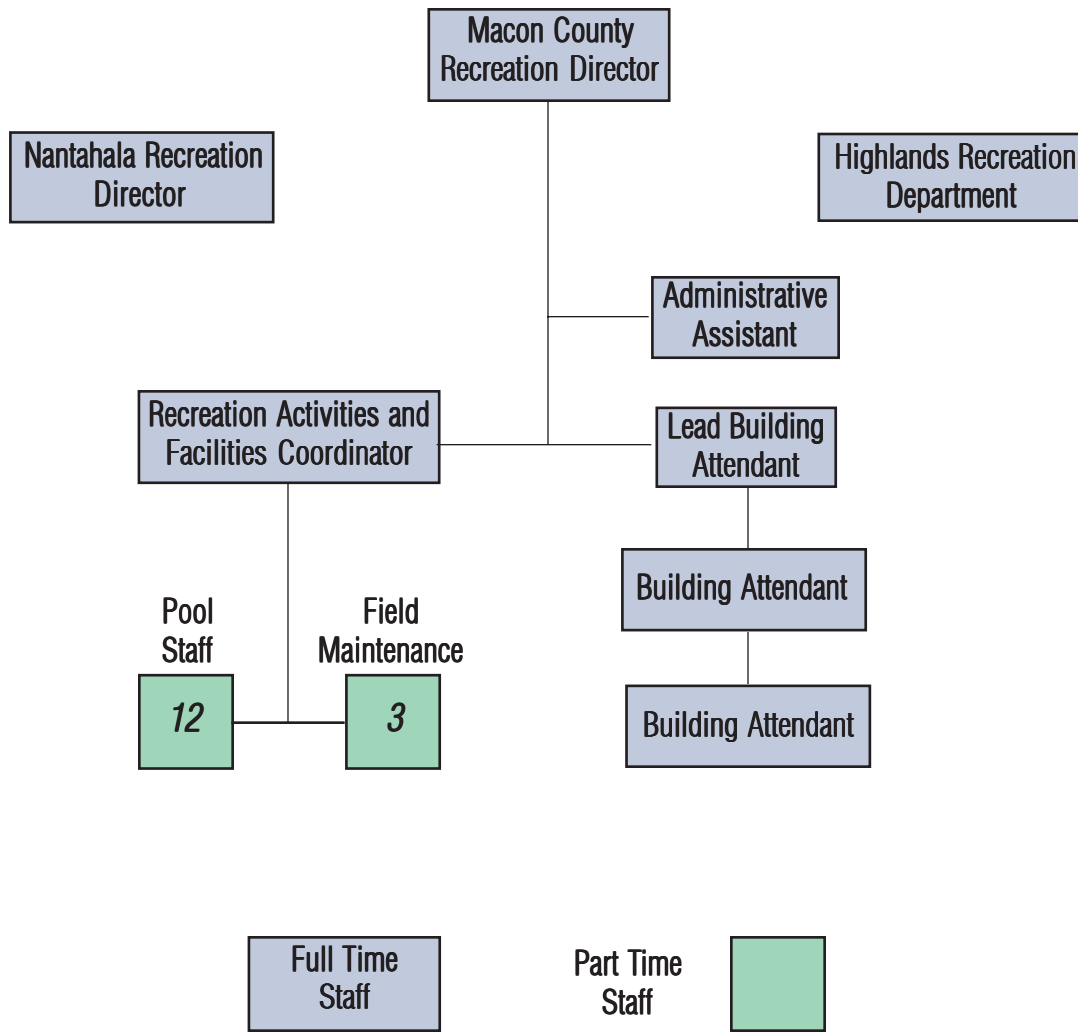 Macon County
Recreation Director
Nantahala Recreation
Director
Highlands Recreation
Department
Administrative
Assistant
Recreation Activities and
Facilities Coordinator
Lead Building
Attendant
Building Attendant
Pool
Staff
Field
Maintenance
12
3
Building Attendant
Full Time
Staff
Part Time
Staff